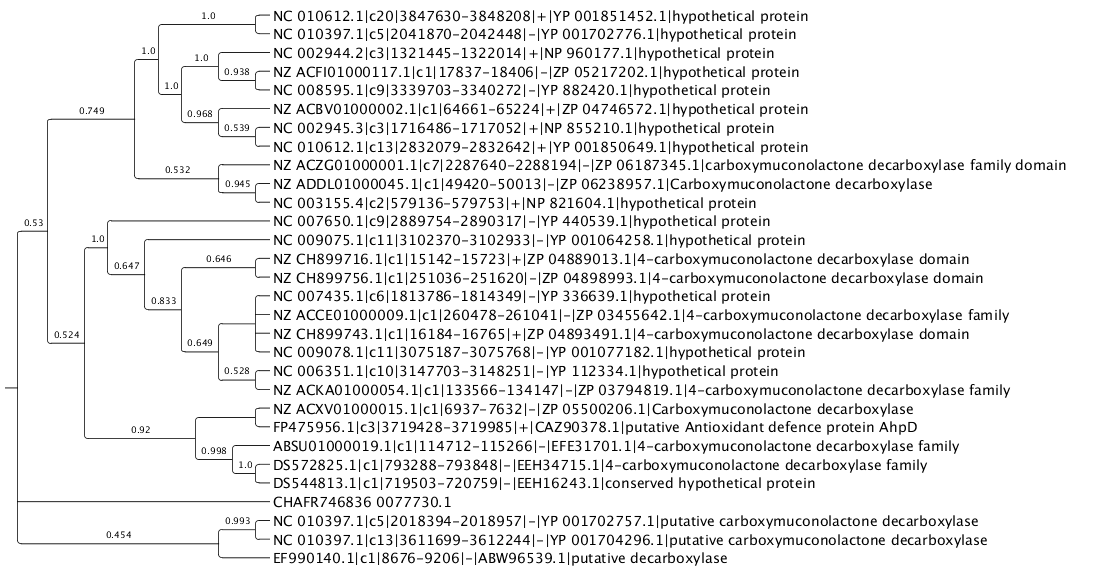 1.0
NC 010612.1|c20|3847630-3848208|+|YP 001851452.1|hypothetical protein
NC 010397.1|c5|2041870-2042448|-|YP 001702776.1|hypothetical protein
1.0
NC 002944.2|c3|1321445-1322014|+|NP 960177.1|hypothetical protein
1.0
0.938
NZ ACFI01000117.1|c1|17837-18406|-|ZP 05217202.1|hypothetical protein
1.0
NC 008595.1|c9|3339703-3340272|-|YP 882420.1|hypothetical protein
0.749
NZ ACBV01000002.1|c1|64661-65224|+|ZP 04746572.1|hypothetical protein
0.968
0.539
NC 002945.3|c3|1716486-1717052|+|NP 855210.1|hypothetical protein
NC 010612.1|c13|2832079-2832642|+|YP 001850649.1|hypothetical protein
0.532
NZ ACZG01000001.1|c7|2287640-2288194|-|ZP 06187345.1|carboxymuconolactone decarboxylase family domain
0.945
NZ ADDL01000045.1|c1|49420-50013|-|ZP 06238957.1|Carboxymuconolactone decarboxylase
NC 003155.4|c2|579136-579753|+|NP 821604.1|hypothetical protein
0.53
NC 007650.1|c9|2889754-2890317|-|YP 440539.1|hypothetical protein
1.0
NC 009075.1|c11|3102370-3102933|-|YP 001064258.1|hypothetical protein
0.647
0.646
NZ CH899716.1|c1|15142-15723|+|ZP 04889013.1|4-carboxymuconolactone decarboxylase domain
NZ CH899756.1|c1|251036-251620|-|ZP 04898993.1|4-carboxymuconolactone decarboxylase domain
0.833
NC 007435.1|c6|1813786-1814349|-|YP 336639.1|hypothetical protein
NZ ACCE01000009.1|c1|260478-261041|-|ZP 03455642.1|4-carboxymuconolactone decarboxylase family
0.524
NZ CH899743.1|c1|16184-16765|+|ZP 04893491.1|4-carboxymuconolactone decarboxylase domain
0.649
NC 009078.1|c11|3075187-3075768|-|YP 001077182.1|hypothetical protein
NC 006351.1|c10|3147703-3148251|-|YP 112334.1|hypothetical protein
0.528
NZ ACKA01000054.1|c1|133566-134147|-|ZP 03794819.1|4-carboxymuconolactone decarboxylase family
NZ ACXV01000015.1|c1|6937-7632|-|ZP 05500206.1|Carboxymuconolactone decarboxylase
0.92
FP475956.1|c3|3719428-3719985|+|CAZ90378.1|putative Antioxidant defence protein AhpD
ABSU01000019.1|c1|114712-115266|-|EFE31701.1|4-carboxymuconolactone decarboxylase family
0.998
1.0
DS572825.1|c1|793288-793848|-|EEH34715.1|4-carboxymuconolactone decarboxylase family
DS544813.1|c1|719503-720759|-|EEH16243.1|conserved hypothetical protein
CHAFR746836 0077730.1
0.993
NC 010397.1|c5|2018394-2018957|-|YP 001702757.1|putative carboxymuconolactone decarboxylase
0.454
NC 010397.1|c13|3611699-3612244|-|YP 001704296.1|putative carboxymuconolactone decarboxylase
EF990140.1|c1|8676-9206|-|ABW96539.1|putative decarboxylase